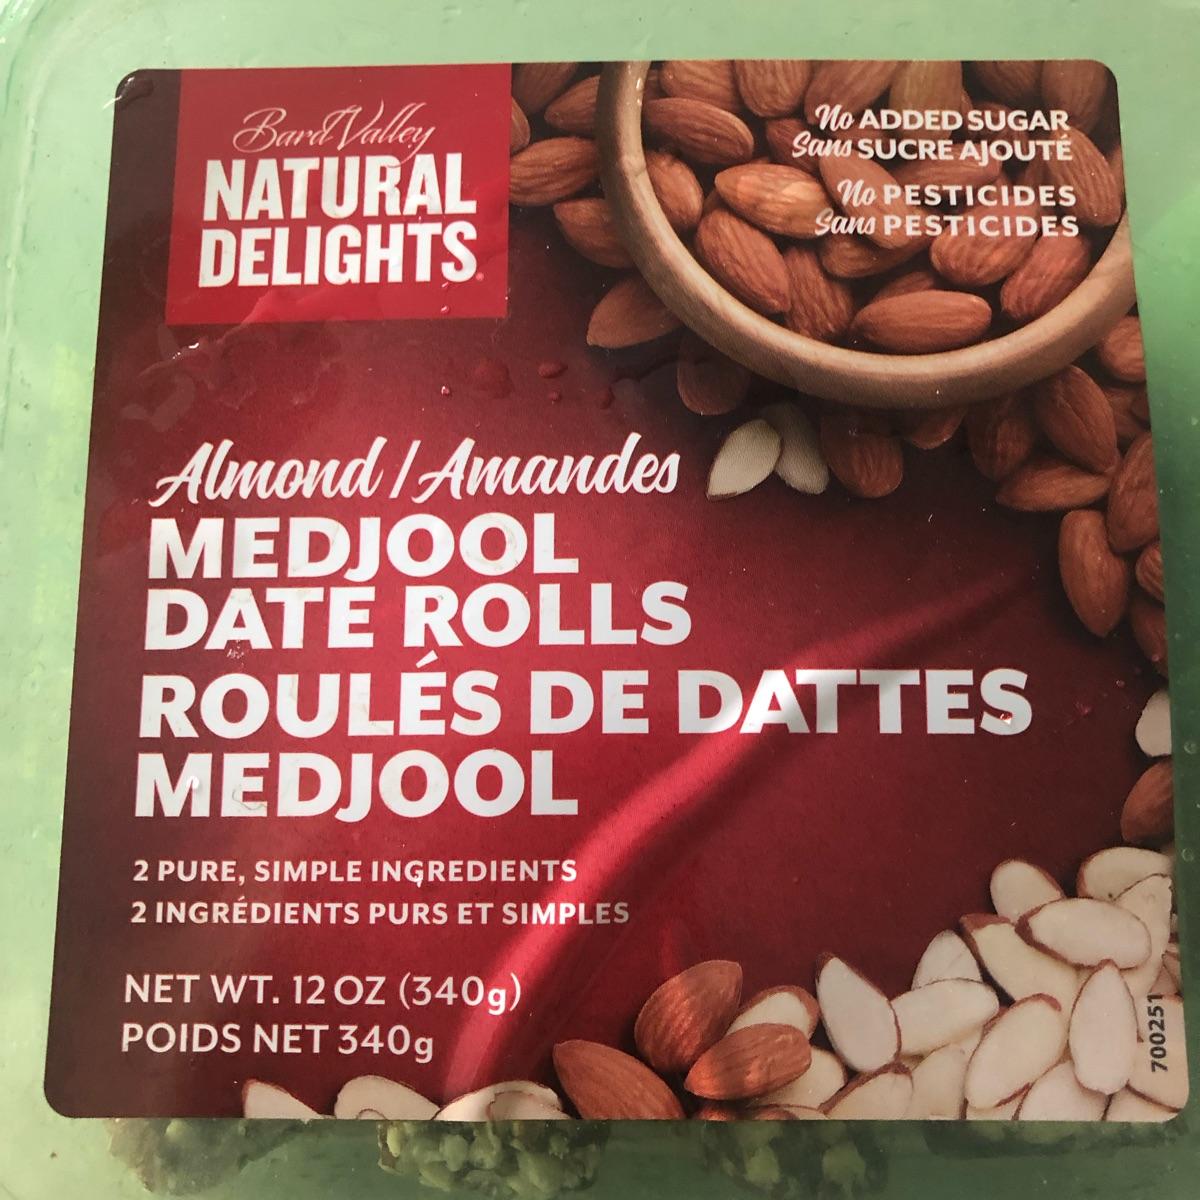 Bard Valley
NATURAL
DELIGHTS®
No ADDED SUGAR
Sans SUCRE AJOUTÉ
No PESTICIDES
Sans PESTICIDES
Almond / Amandes
MEDJOOL
DATE ROLLS
ROULÉS DE DATTES
MEDJOOL
2 PURE, SIMPLE INGREDIENTS
2 INGRÉDIENTS PURS ET SIMPLES
NET WT. 12 OZ (340g)
POIDS NET 340g
700251